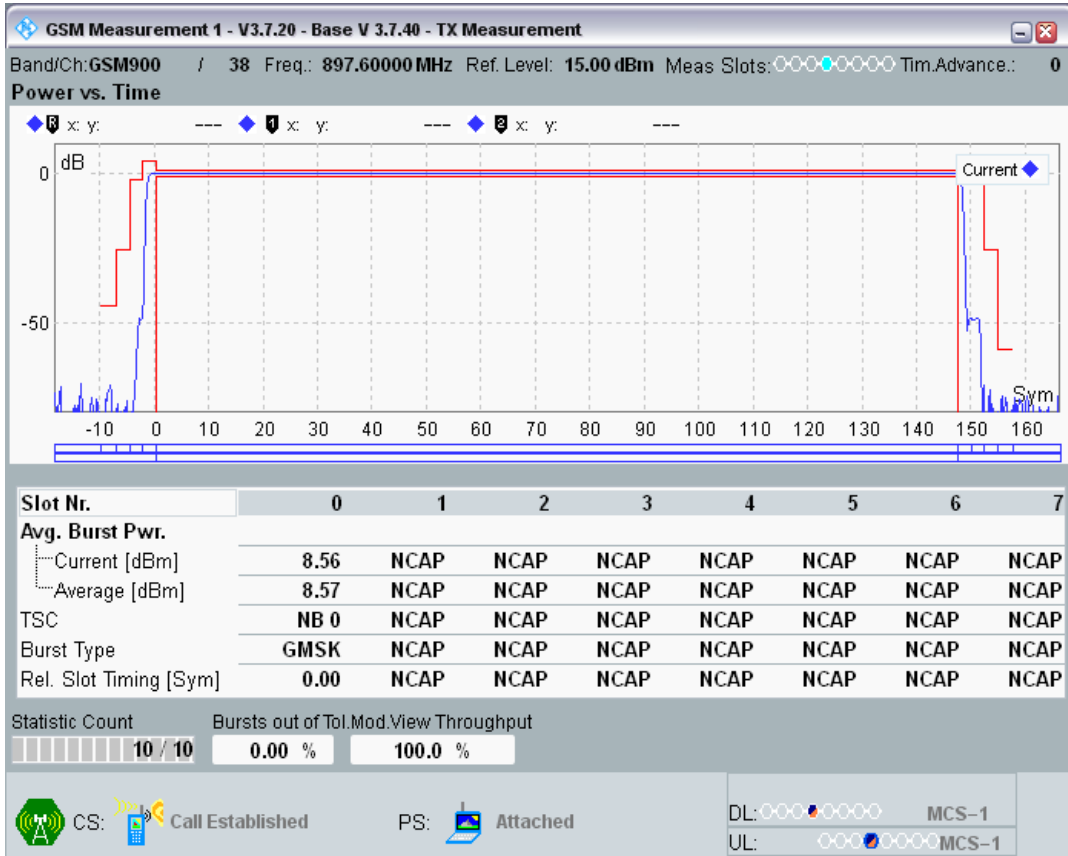 GSM Measurement 1 - V3.7.20 - Base V 3.7.40 - TX Measurement
Band/Ch:GSM900 / 38 Freq.: 897.60000 MHz Ref. Level: 15.00 dBm Meas Slots: Tim.Advance.: 0
Power vs. Time
R x: y: --- 1 x: y: --- 2 x: y: ---
dB
Current
0
-50
Sym
-10 0 10 20 30 40 50 60 70 80 90 100 110 120 130 140 150 160
Slot Nr. 0 1 2 3 4 5 6 7
Avg. Burst Pwr.
Current [dBm] 8.56 NCAP NCAP NCAP NCAP NCAP NCAP NCAP
Average [dBm] 8.57 NCAP NCAP NCAP NCAP NCAP NCAP NCAP
TSC NB 0 NCAP NCAP NCAP NCAP NCAP NCAP NCAP
Burst Type GMSK NCAP NCAP NCAP NCAP NCAP NCAP NCAP
Rel. Slot Timing [Sym] 0.00 NCAP NCAP NCAP NCAP NCAP NCAP NCAP
Statistic Count Bursts out of Tol.Mod.View Throughput
10 / 10 0.00 % 100.0 %
CS: Call Established PS: Attached
DL: MCS-1
UL: MCS-1